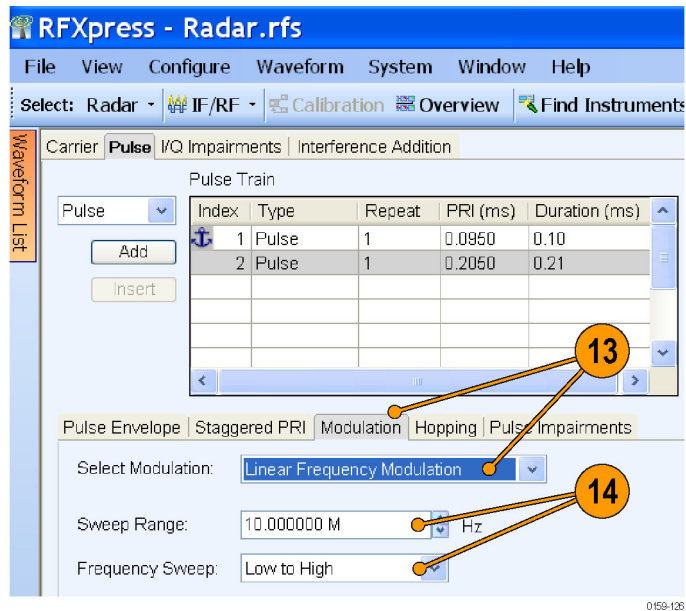 RFXpress - Radar.rfs
File View Configure Waveform System Window Help
Select: Radar IF/RF Calibration Overview Find Instruments
Waveform List
Carrier Pulse I/Q Impairments Interference Addition
Pulse Train
Pulse
Add
Insert
Index Type Repeat PRI (ms) Duration (ms)
1 Pulse 1 0.0950 0.10
2 Pulse 1 0.2050 0.21
13
Pulse Envelope Staggered PRI Modulation Hopping Pulse Impairments
Select Modulation: Linear Frequency Modulation
14
Sweep Range: 10.000000 M Hz
Frequency Sweep: Low to High
0159-126